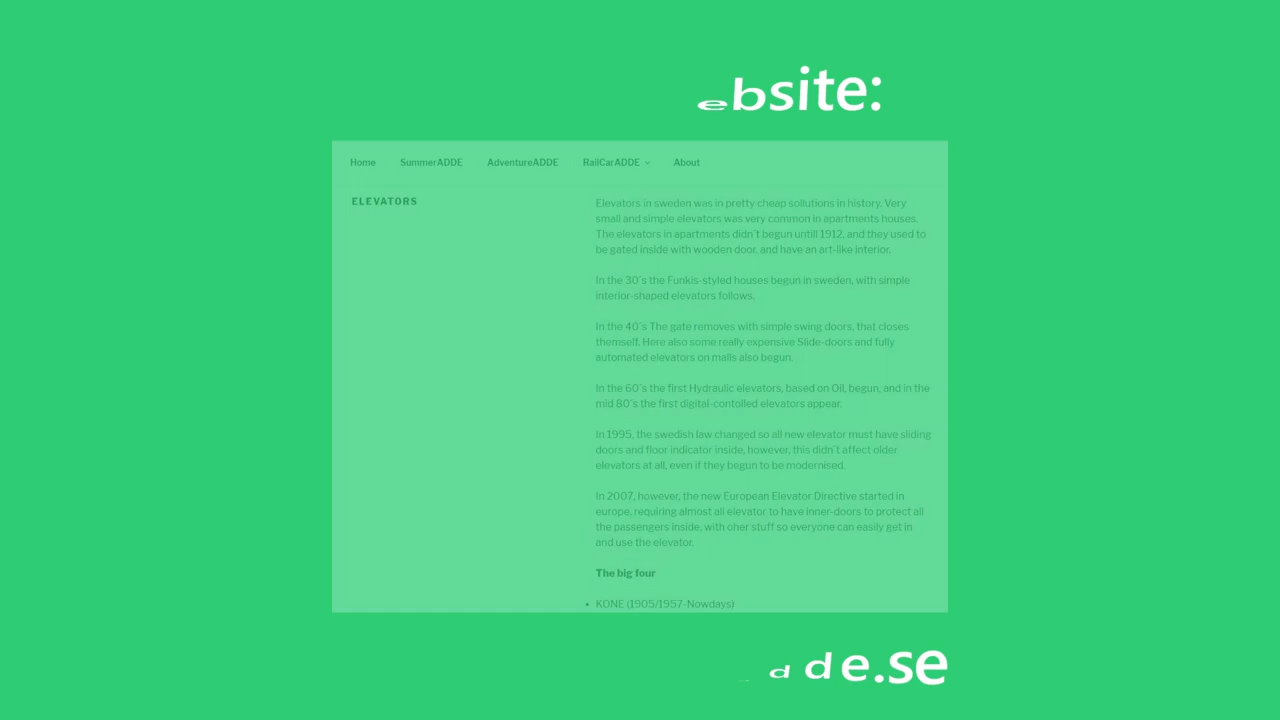 ebsite:
Home SummerADDE AdventureADDE RailCarADDE About
ELEVATORS
Elevators in sweden was in pretty cheap sollutions in history. Very
small and simple elevators was very common in apartments houses.
The elevators in apartments didn´t begun untill 1912, and they used to
be gated inside with wooden door. and have an art-like interior.
In the 30´s the Funkis-styled houses begun in sweden, with simple
interior-shaped elevators follows.
In the 40´s The gate removes with simple swing doors, that closes
themself. Here also some really expensive Slide-doors and fully
automated elevators on malls also begun.
In the 60´s the first Hydraulic elevators, based on Oil, begun, and in the
mid 80´s the first digital-contolled elevators appear.
In 1995, the swedish law changed so all new elevator must have sliding
doors and floor indicator inside, however, this didn´t affect older
elevators at all, even if they begun to be modernised.
In 2007, however, the new European Elevator Directive started in
europe, requiring almost all elevator to have inner-doors to protect all
the passengers inside, with oher stuff so everyone can easily get in
and use the elevator.
The big four
• KONE (1905/1957-Nowdays)
dde.se